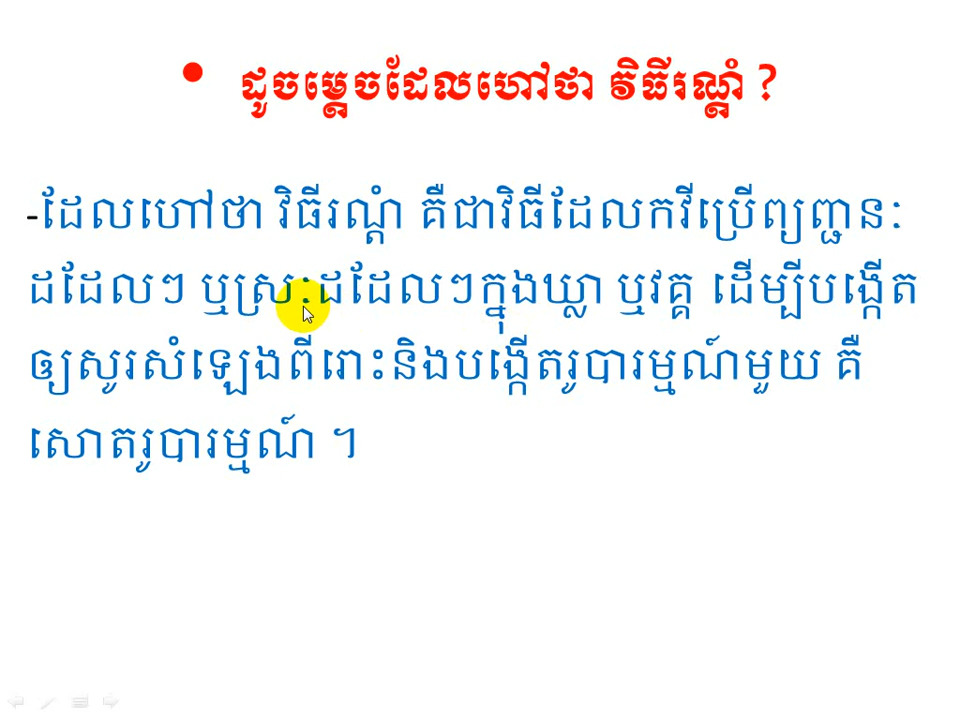 • ដូចម្ដេចដែលហៅថា វិធីរណ្ដំ ?
-ដែលហៅថា វិធីរណ្ដំ គឺជាវិធីដែលកវីប្រើព្យញ្ជនៈ
ដដែលៗ ឬស្រៈដដែលៗក្នុងឃ្លា ឬវគ្គ ដើម្បីបង្កើត
ឲ្យសូរសំឡេងពីរោះនិងបង្កើតរូបារម្មណ៍មួយ គឺ
សោតរូបារម្មណ៍ ។